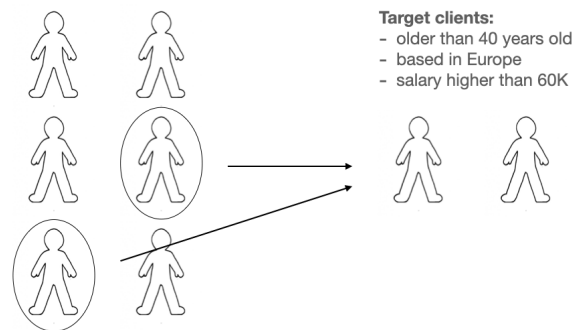 Target clients:
- older than 40 years old
- based in Europe
- salary higher than 60K